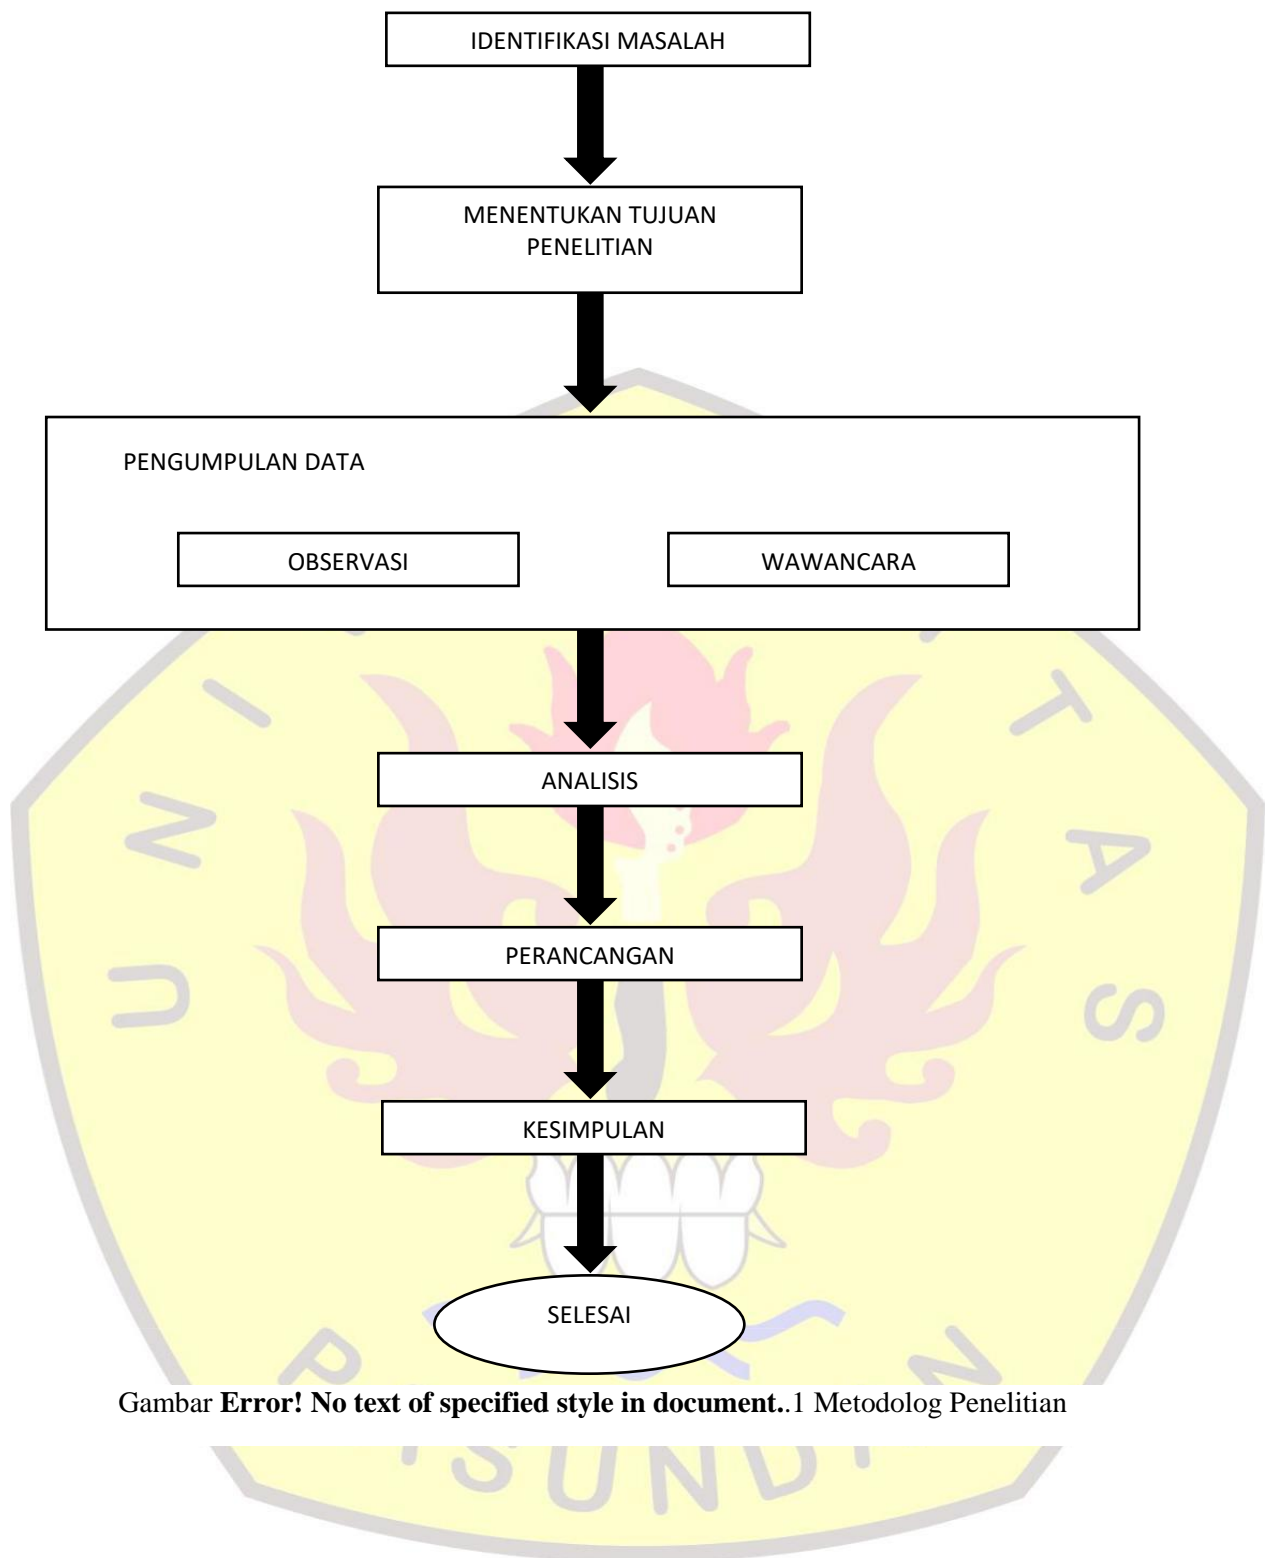 IDENTIFIKASI MASALAH
MENENTUKAN TUJUAN
PENELITIAN
PENGUMPULAN DATA
OBSERVASI
WAWANCARA
ANALISIS
PERANCANGAN
KESIMPULAN
SELESAI
Gambar Error! No text of specified style in document..1 Metodolog Penelitian